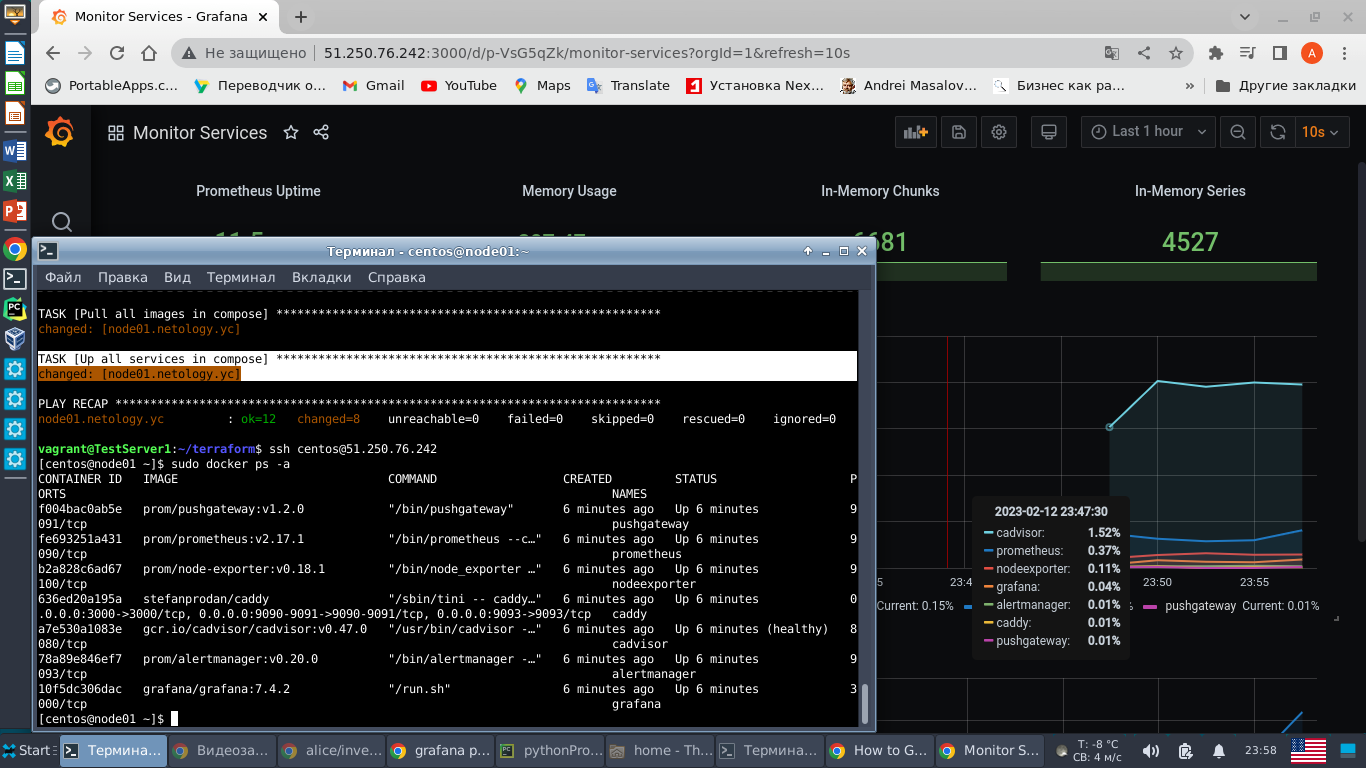 Monitor Services - Grafana
Не защищено 51.250.76.242:3000/d/p-VsG5qZk/monitor-services?orgId=1&refresh=10s
A
PortableApps.c… Переводчик о… Gmail YouTube Maps Translate Установка Nex… Andrei Masalov… Бизнес как ра… » Другие закладки
Monitor Services Last 1 hour 10s
Prometheus Uptime Memory Usage In-Memory Chunks In-Memory Series
4527
Терминал - centos@node01:~
Файл Правка Вид Терминал Вкладки Справка
TASK [Pull all images in compose] *******************************************************
changed: [node01.netology.yc]
TASK [Up all services in compose] *******************************************************
changed: [node01.netology.yc]
PLAY RECAP ******************************************************************************
node01.netology.yc : ok=12 changed=8 unreachable=0 failed=0 skipped=0 rescued=0 ignored=0
vagrant@TestServer1:~/terraform$ ssh centos@51.250.76.242
[centos@node01 ~]$ sudo docker ps -a
CONTAINER ID IMAGE COMMAND CREATED STATUS P
ORTS NAMES
f004bac0ab5e prom/pushgateway:v1.2.0 "/bin/pushgateway" 6 minutes ago Up 6 minutes 9
091/tcp pushgateway
fe693251a431 prom/prometheus:v2.17.1 "/bin/prometheus --c…" 6 minutes ago Up 6 minutes 9
090/tcp prometheus
b2a828c6ad67 prom/node-exporter:v0.18.1 "/bin/node_exporter …" 6 minutes ago Up 6 minutes 9
100/tcp nodeexporter
636ed20a195a stefanprodan/caddy "/sbin/tini -- caddy…" 6 minutes ago Up 6 minutes 0
.0.0.0:3000->3000/tcp, 0.0.0.0:9090-9091->9090-9091/tcp, 0.0.0.0:9093->9093/tcp caddy
a7e530a1083e gcr.io/cadvisor/cadvisor:v0.47.0 "/usr/bin/cadvisor -…" 6 minutes ago Up 6 minutes (healthy) 8
080/tcp cadvisor
78a89e846ef7 prom/alertmanager:v0.20.0 "/bin/alertmanager -…" 6 minutes ago Up 6 minutes 9
093/tcp alertmanager
10f5dc306dac grafana/grafana:7.4.2 "/run.sh" 6 minutes ago Up 6 minutes 3
000/tcp grafana
[centos@node01 ~]$
2023-02-12 23:47:30
cadvisor: 1.52%
prometheus: 0.37%
nodeexporter: 0.11%
grafana: 0.04%
alertmanager: 0.01%
caddy: 0.01%
pushgateway: 0.01%
23:50 23:55
Current: 0.15% pushgateway Current: 0.01%
Start Термина… Видеоза… alice/inve… grafana p… pythonPro… home - Th… Термина… How to G… Monitor S… T: -8 °C 23:58
СВ: 4 м/с